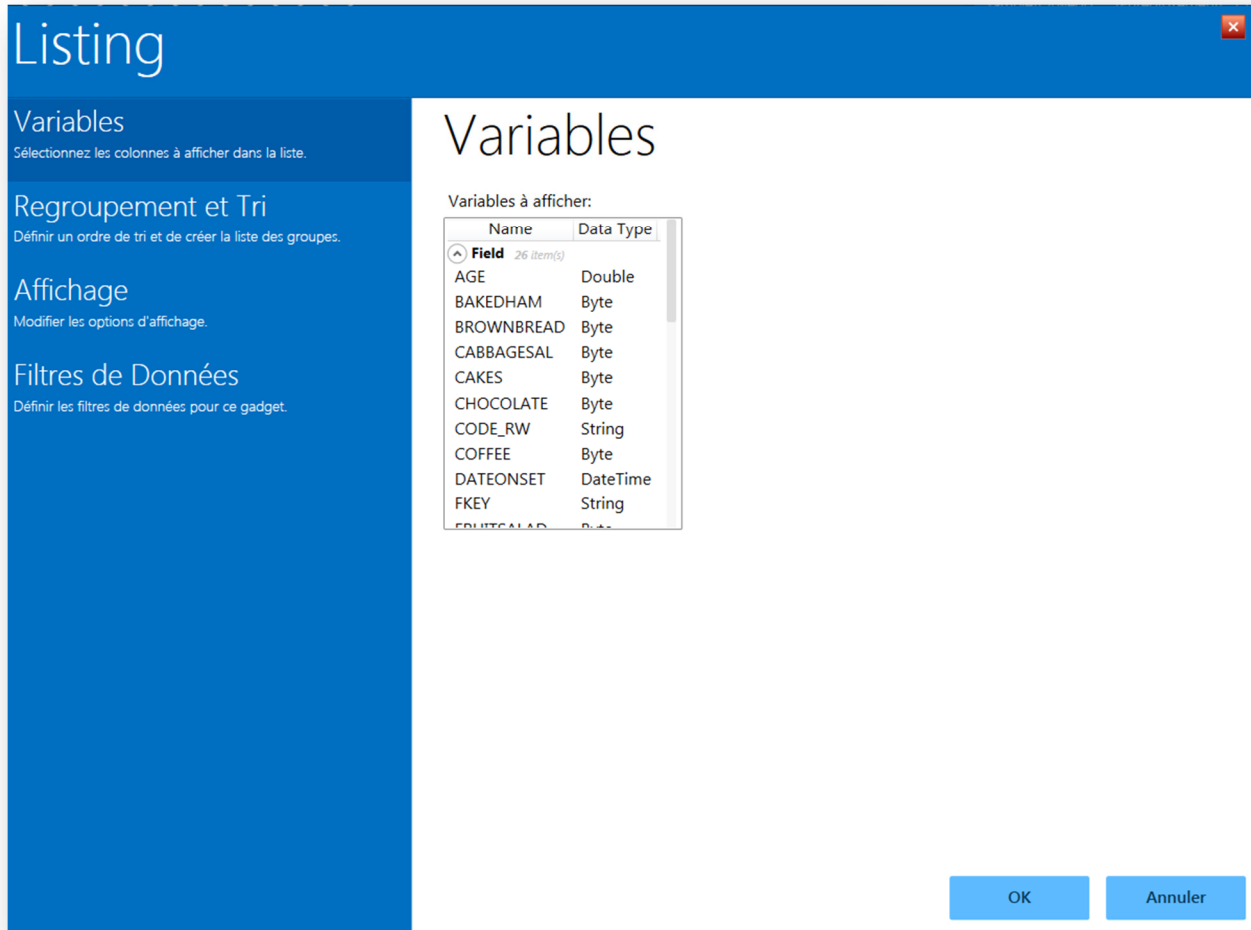 Listing
Variables
Sélectionnez les colonnes à afficher dans la liste.
Regroupement et Tri
Définir un ordre de tri et de créer la liste des groupes.
Affichage
Modifier les options d'affichage.
Filtres de Données
Définir les filtres de données pour ce gadget.
Variables
Variables à afficher:
Name Data Type
Field 26 item(s)
AGE Double
BAKEDHAM Byte
BROWNBREAD Byte
CABBAGESAL Byte
CAKES Byte
CHOCOLATE Byte
CODE_RW String
COFFEE Byte
DATEONSET DateTime
FKEY String
FRUITSALAD Byte
OK Annuler